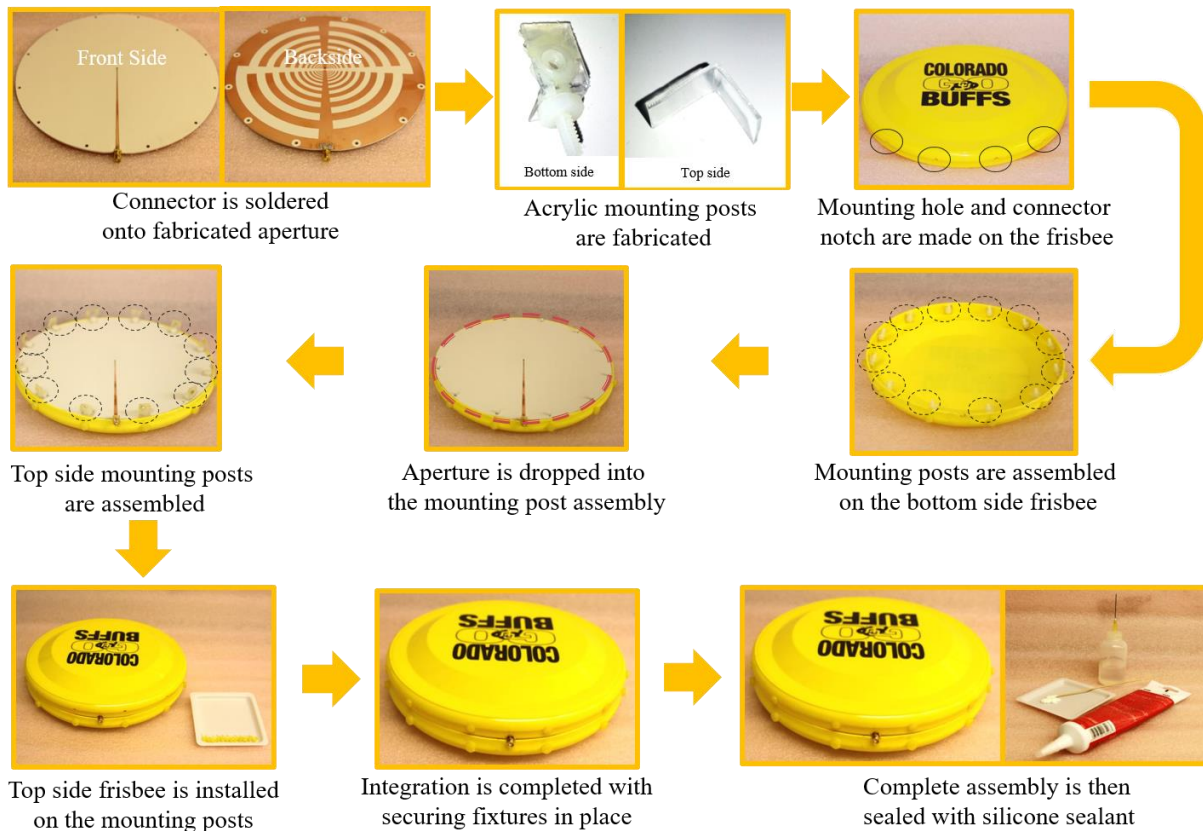 Front Side
Backside
Connector is soldered
onto fabricated aperture
Bottom side
Top side
Acrylic mounting posts
are fabricated
COLORADO
BUFFS
Mounting hole and connector
notch are made on the frisbee
Top side mounting posts
are assembled
Aperture is dropped into
the mounting post assembly
Mounting posts are assembled
on the bottom side frisbee
COLORADO
BUFFS
Top side frisbee is installed
on the mounting posts
COLORADO
BUFFS
Integration is completed with
securing fixtures in place
COLORADO
BUFFS
Complete assembly is then
sealed with silicone sealant